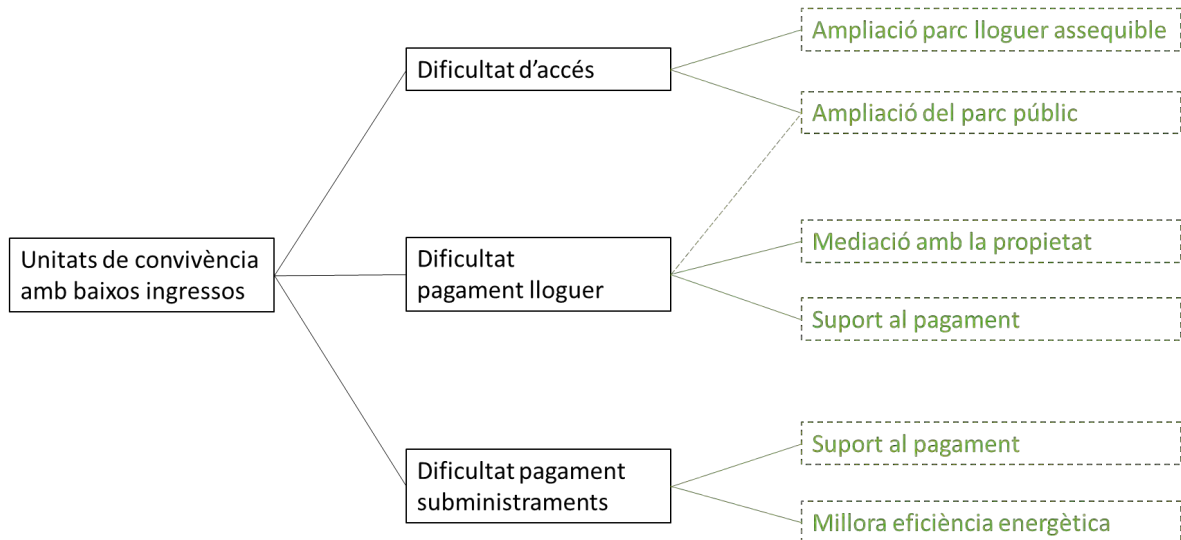 Ampliació parc lloguer assequible
Dificultat d’accés
Ampliació del parc públic
Unitats de convivència
amb baixos ingressos
Dificultat
pagament lloguer
Mediació amb la propietat
Suport al pagament
Suport al pagament
Dificultat pagament
subministraments
Millora eficiència energètica